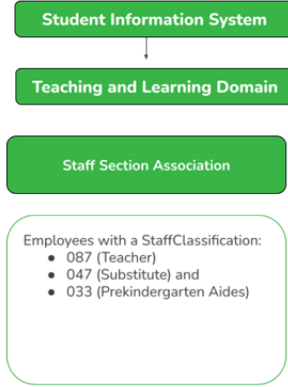 Student Information System
Teaching and Learning Domain
Staff Section Association
Employees with a StaffClassification:
● 087 (Teacher)
● 047 (Substitute) and
● 033 (Prekindergarten Aides)